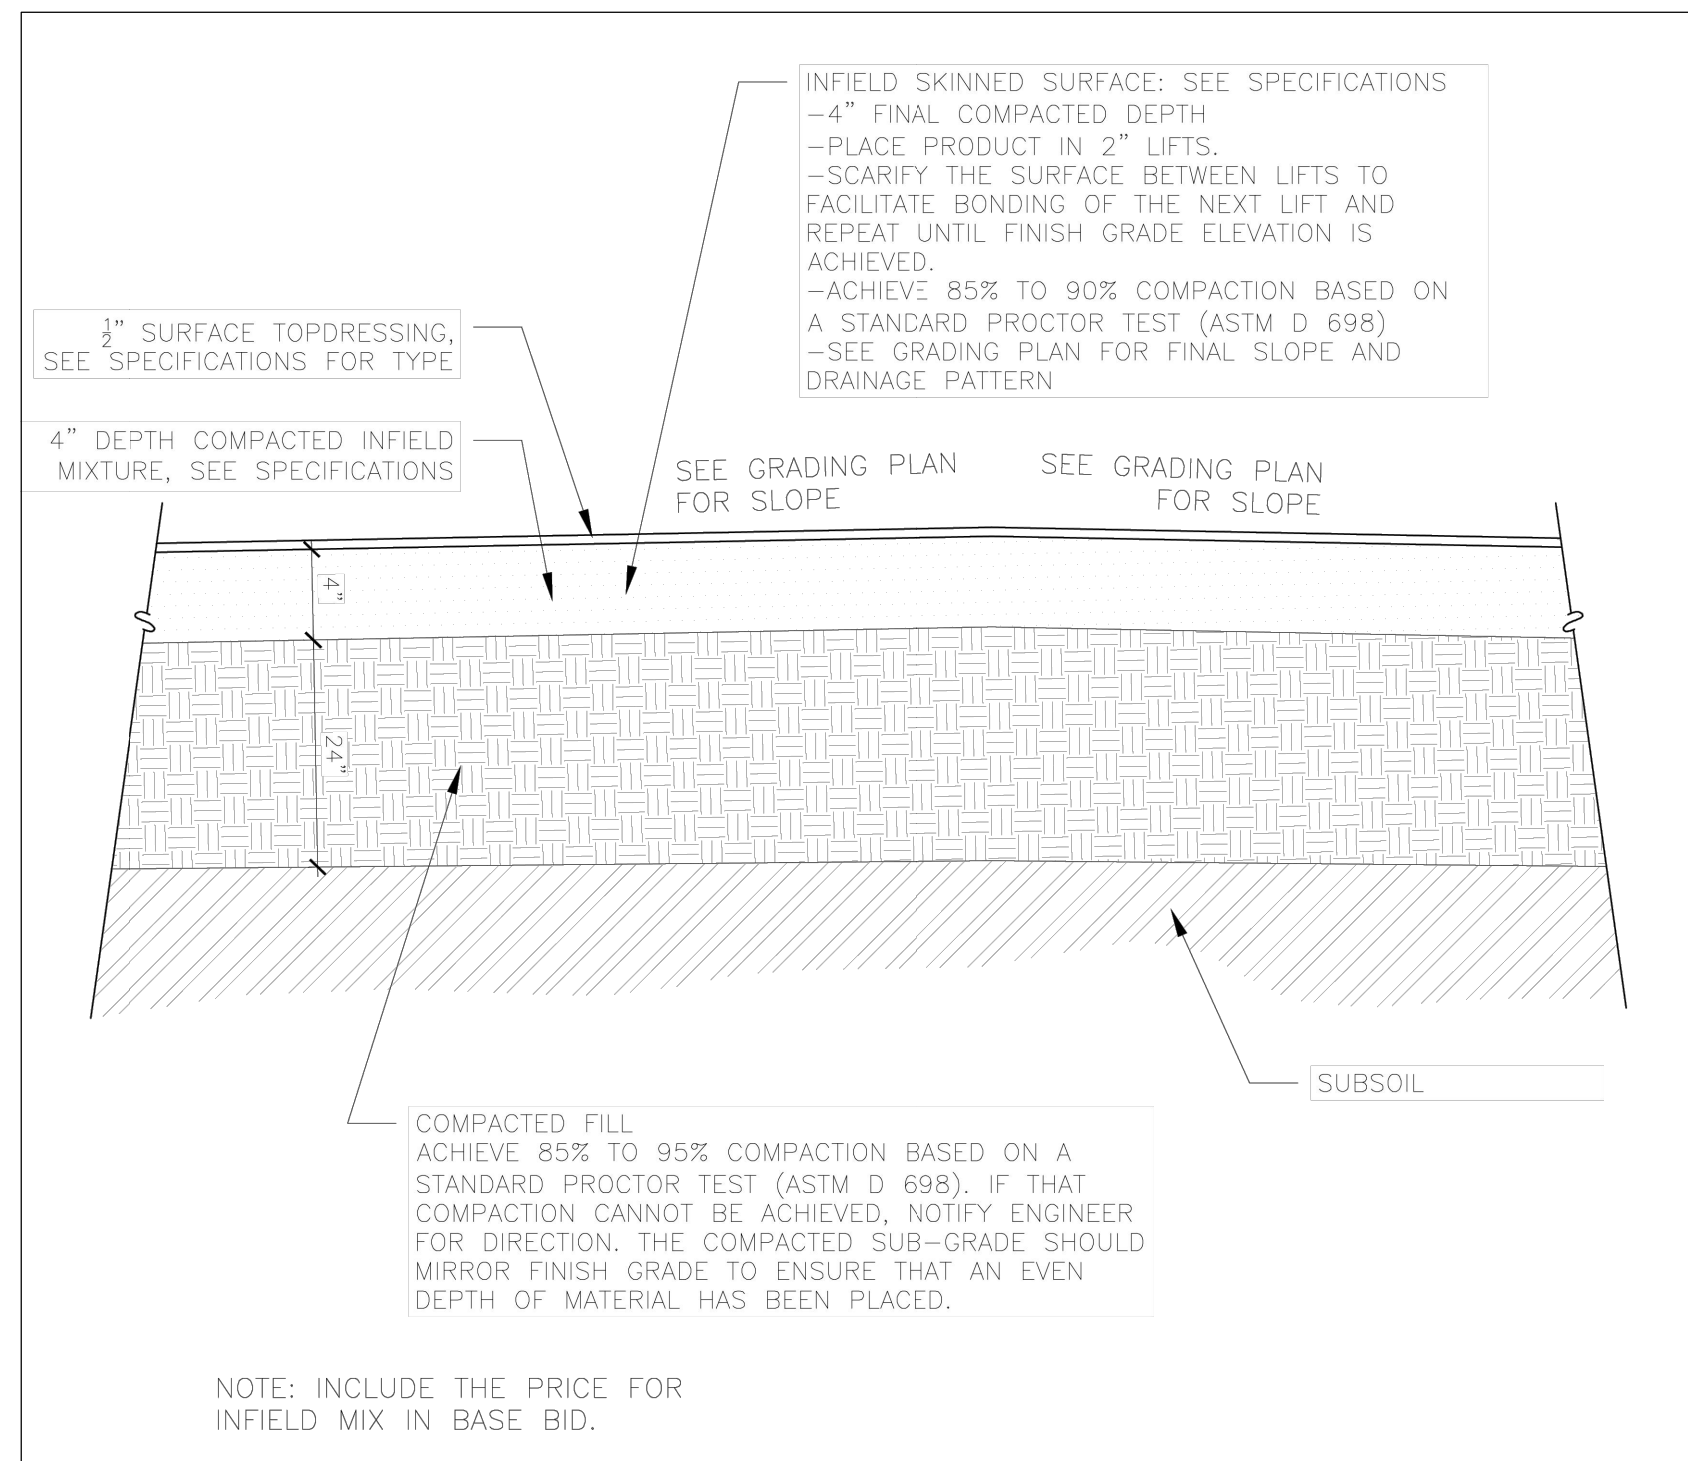 INFIELD SKINNED SURFACE: SEE SPECIFICATIONS
-4" FINAL COMPACTED DEPTH
-PLACE PRODUCT IN 2" LIFTS.
-SCARIFY THE SURFACE BETWEEN LIFTS TO
FACILITATE BONDING OF THE NEXT LIFT AND
REPEAT UNTIL FINISH GRADE ELEVATION IS
ACHIEVED.
-ACHIEVE 85% TO 90% COMPACTION BASED ON
A STANDARD PROCTOR TEST (ASTM D 698)
-SEE GRADING PLAN FOR FINAL SLOPE AND
DRAINAGE PATTERN
1/2" SURFACE TOPDRESSING,
SEE SPECIFICATIONS FOR TYPE
4" DEPTH COMPACTED INFIELD
MIXTURE, SEE SPECIFICATIONS
SEE GRADING PLAN
FOR SLOPE
SEE GRADING PLAN
FOR SLOPE
4"
24"
SUBSOIL
COMPACTED FILL
ACHIEVE 85% TO 95% COMPACTION BASED ON A
STANDARD PROCTOR TEST (ASTM D 698). IF THAT
COMPACTION CANNOT BE ACHIEVED, NOTIFY ENGINEER
FOR DIRECTION. THE COMPACTED SUB-GRADE SHOULD
MIRROR FINISH GRADE TO ENSURE THAT AN EVEN
DEPTH OF MATERIAL HAS BEEN PLACED.
NOTE: INCLUDE THE PRICE FOR
INFIELD MIX IN BASE BID.